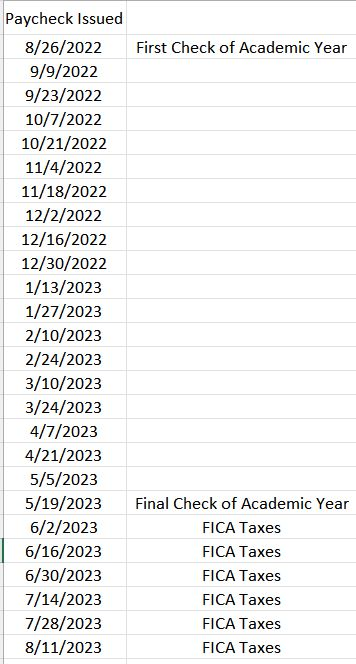 Paycheck Issued
8/26/2022 First Check of Academic Year
9/9/2022
9/23/2022
10/7/2022
10/21/2022
11/4/2022
11/18/2022
12/2/2022
12/16/2022
12/30/2022
1/13/2023
1/27/2023
2/10/2023
2/24/2023
3/10/2023
3/24/2023
4/7/2023
4/21/2023
5/5/2023
5/19/2023 Final Check of Academic Year
6/2/2023 FICA Taxes
6/16/2023 FICA Taxes
6/30/2023 FICA Taxes
7/14/2023 FICA Taxes
7/28/2023 FICA Taxes
8/11/2023 FICA Taxes